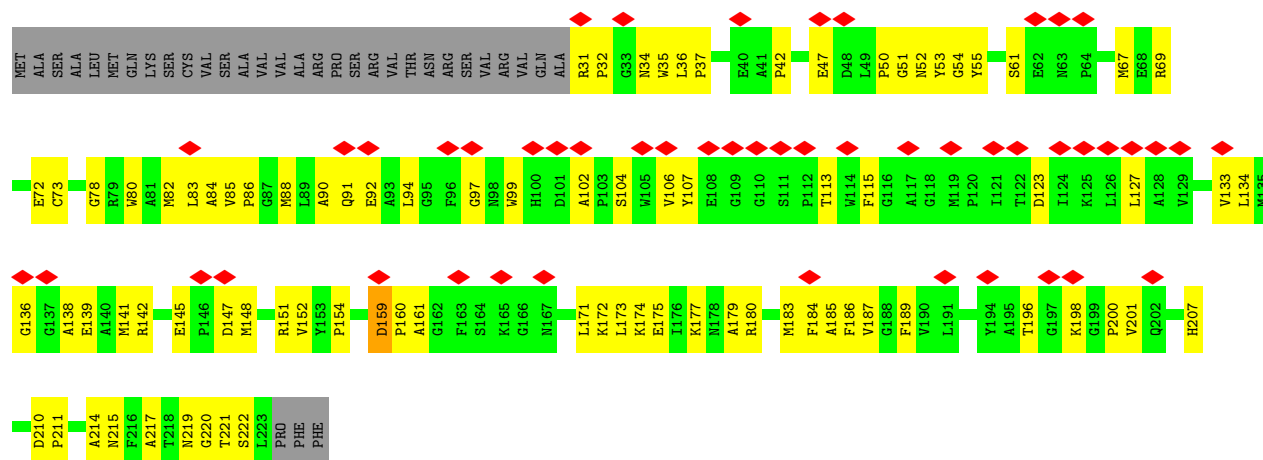 MET ALA SER ALA LEU MET GLN LYS SER CYS VAL SER ALA VAL VAL ALA ARG PRO SER ARG VAL THR ASN ARG SER VAL ARG VAL GLN ALA R31 P32 G33 N34 W35 L36 P37 E40 A41 P42 E47 D48 L49 P50 G51 N52 Y53 G54 Y55 S61 E62 N63 P64 M67 E68 R69
E72 C73 G78 R79 W80 A81 M82 L83 A84 V85 P86 G87 M88 L89 A90 Q91 E92 A93 L94 G95 F96 G97 N98 W99 H100 D101 A102 P103 S104 W105 V106 Y107 E108 G109 G110 S111 P112 T113 W114 F115 G116 A117 G118 M119 P120 I121 T122 D123 I124 K125 L126 L127 A128 V129 V133 L134 M135
G136 G137 A138 E139 A140 M141 R142 E145 P146 D147 M148 R151 V152 Y153 P154 D159 P160 A161 G162 F163 S164 K165 G166 N167 L171 K172 L173 K174 E175 I176 K177 N178 A179 R180 M183 F184 A185 F186 V187 G188 F189 V190 L191 Y194 A195 T196 G197 K198 G199 P200 V201 Q202 H207
D210 P211 A214 N215 F216 A217 T218 N219 G220 T221 S222 L223 PRO PHE PHE